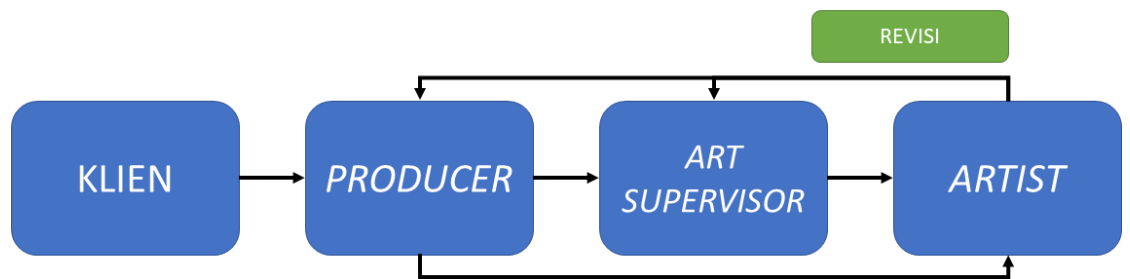 REVISI
KLIEN
PRODUCER
ART
SUPERVISOR
ARTIST